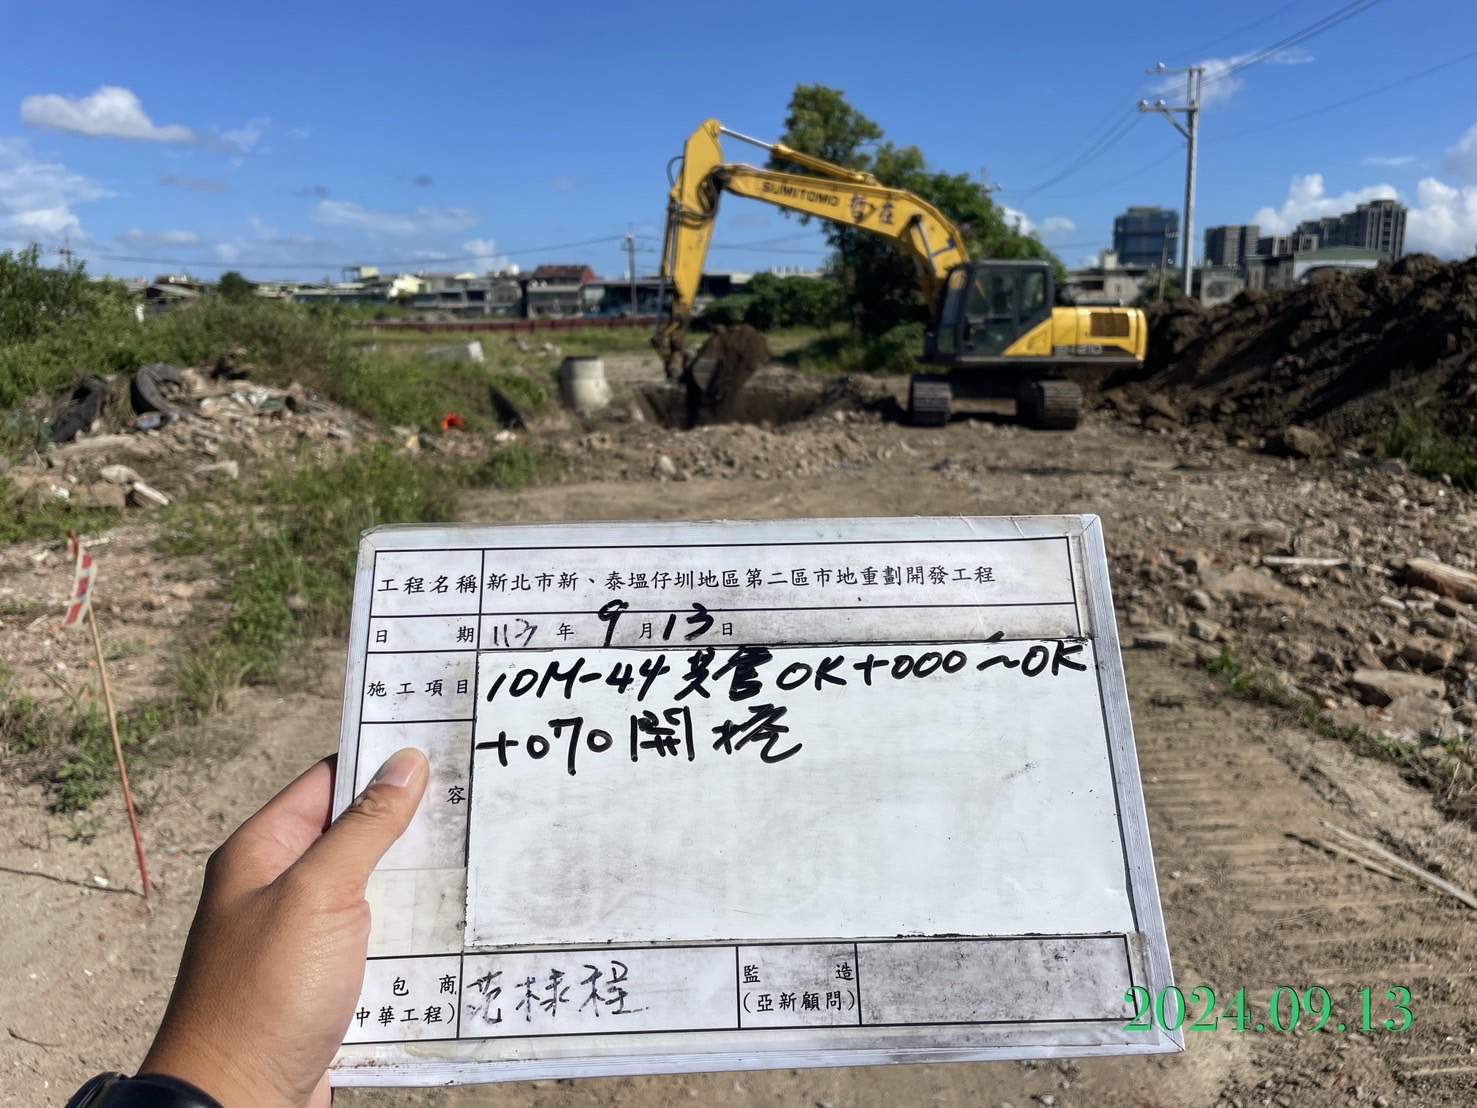 SUMITOMO
工程名稱 新北市新、泰塭仔圳地區第二區市地重劃開發工程
日期 113 年 9 月 13 日
施工項目 10M-44 共管 0K+000~0K
+070 開挖
容
包商 范 程
(中華工程)
監造
(亞新顧問)
2024.09.13